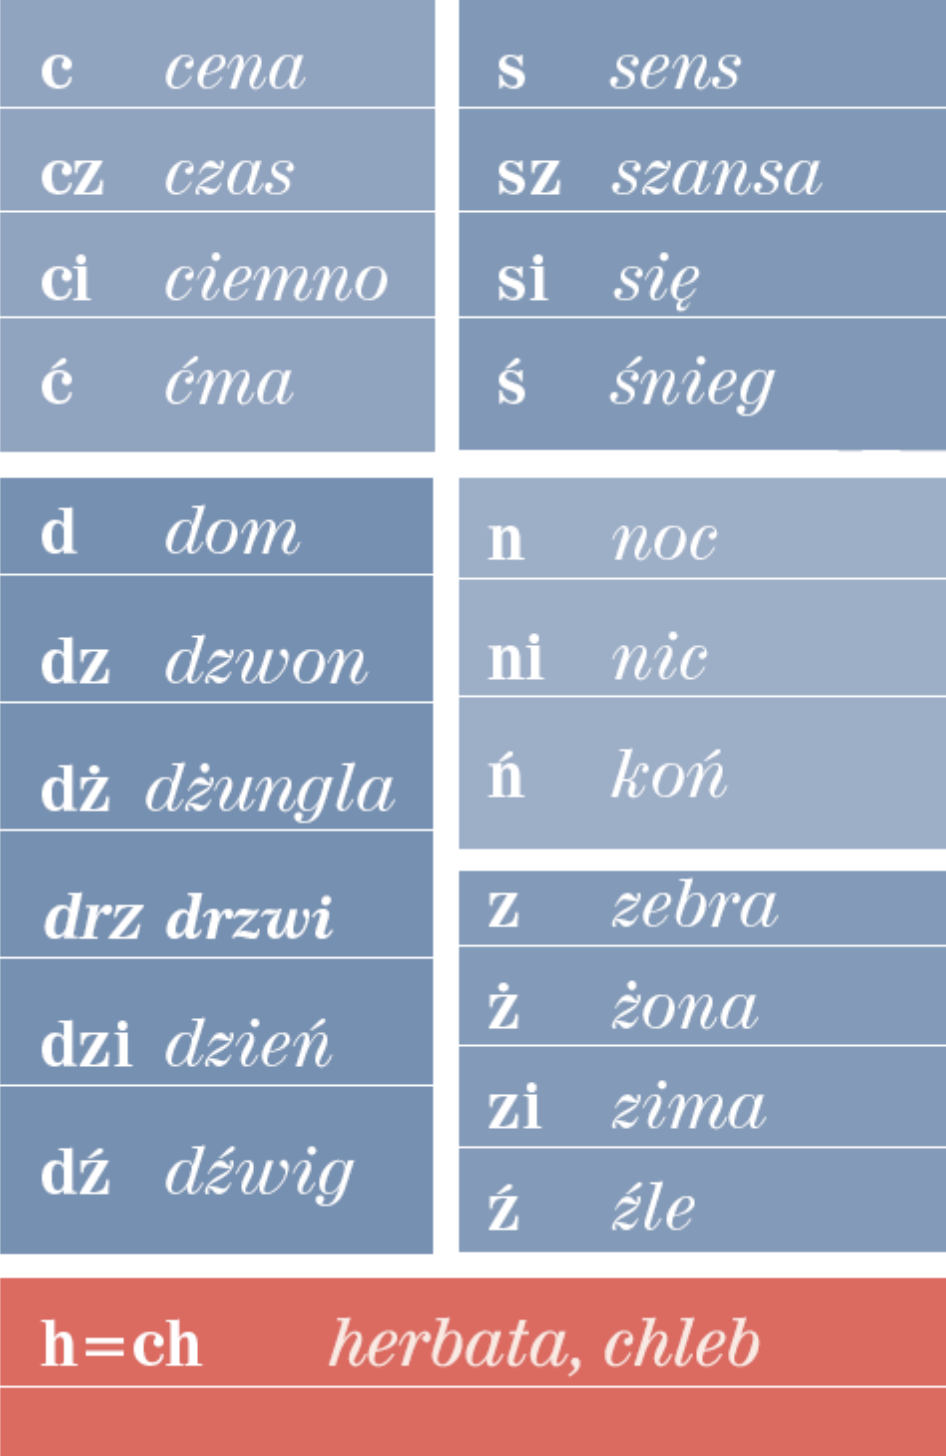 c cena
cz czas
ci ciemno
ć ćma
s sens
sz szansa
si się
ś śnieg
d dom
dz dzwon
dż dżungla
drz drzwi
dzi dzień
dź dźwig
n noc
ni nic
ń koń
z zebra
ż żona
zi zima
ź źle
h=ch herbata, chleb